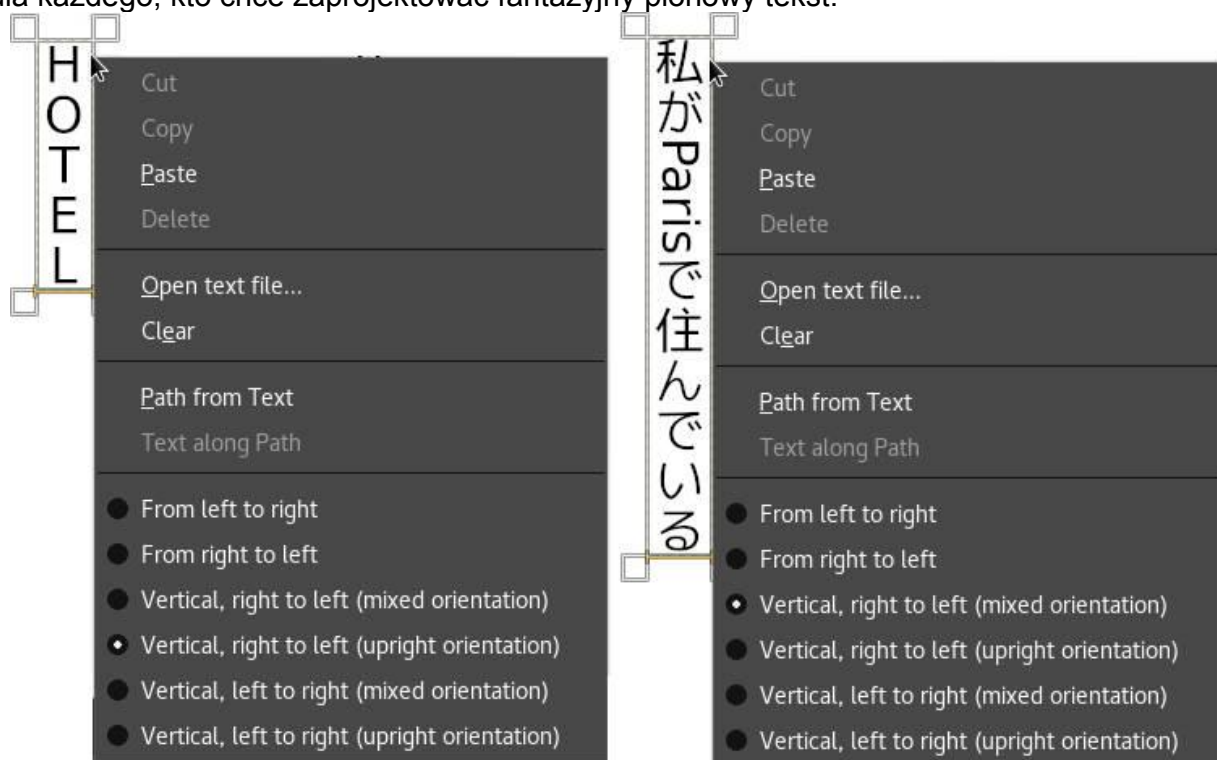 dla każdego, kto chce zaprojektować fantazyjny pionowy tekst.
HOTEL
Cut
Copy
Paste
Delete
Open text file...
Clear
Path from Text
Text along Path
From left to right
From right to left
Vertical, right to left (mixed orientation)
Vertical, right to left (upright orientation)
Vertical, left to right (mixed orientation)
Vertical, left to right (upright orientation)
私がParisで住んでいる
Cut
Copy
Paste
Delete
Open text file...
Clear
Path from Text
Text along Path
From left to right
From right to left
Vertical, right to left (mixed orientation)
Vertical, right to left (upright orientation)
Vertical, left to right (mixed orientation)
Vertical, left to right (upright orientation)